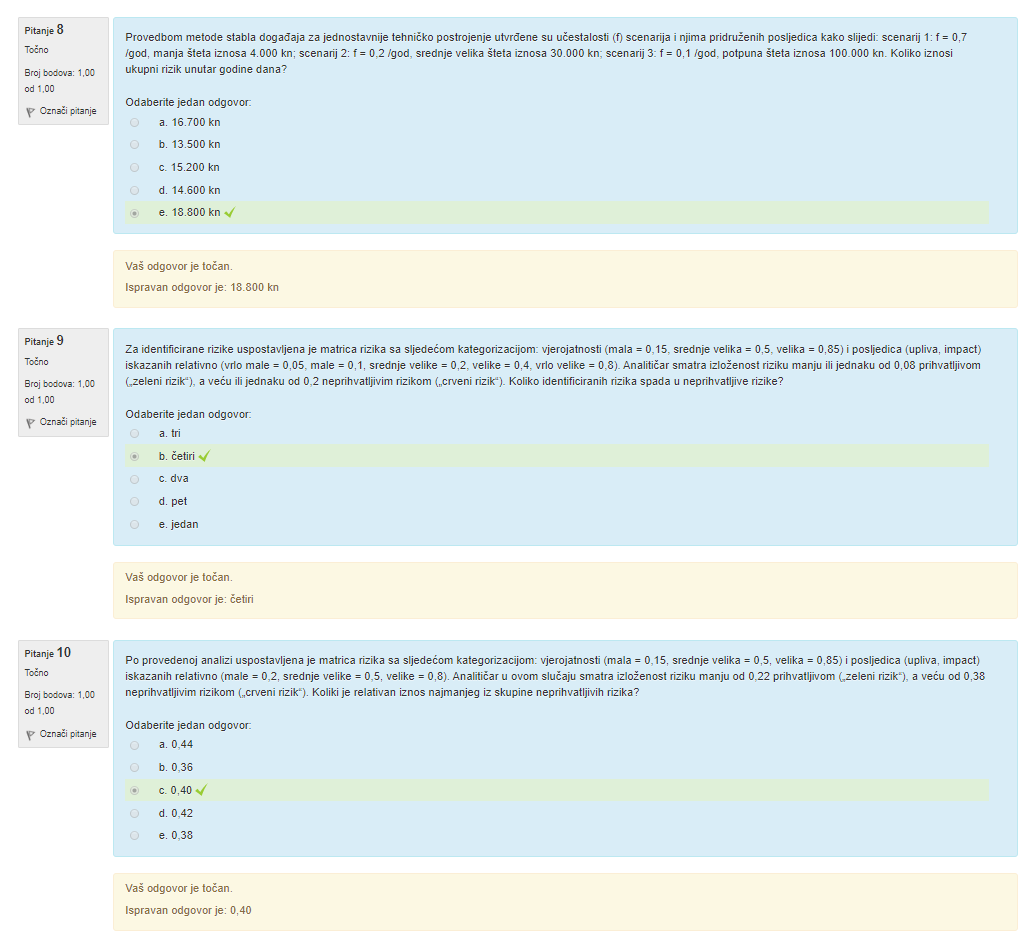 Pitanje 8
Točno
Broj bodova: 1,00
od 1,00
Označi pitanje
Provedbom metode stabla događaja za jednostavnije tehničko postrojenje utvrđene su učestalosti (f) scenarija i njima pridruženih posljedica kako slijedi: scenarij 1: f = 0,7
/god, manja šteta iznosa 4.000 kn; scenarij 2: f = 0,2 /god, srednje velika šteta iznosa 30.000 kn; scenarij 3: f = 0,1 /god, potpuna šteta iznosa 100.000 kn. Koliko iznosi
ukupni rizik unutar godine dana?
Odaberite jedan odgovor:
a. 16.700 kn
b. 13.500 kn
c. 15.200 kn
d. 14.600 kn
e. 18.800 kn
Vaš odgovor je točan.
Ispravan odgovor je: 18.800 kn
Pitanje 9
Točno
Broj bodova: 1,00
od 1,00
Označi pitanje
Za identificirane rizike uspostavljena je matrica rizika sa sljedećom kategorizacijom: vjerojatnosti (mala = 0,15, srednje velika = 0,5, velika = 0,85) i posljedica (upliva, impact)
iskazanih relativno (vrlo male = 0,05, male = 0,1, srednje velike = 0,2, velike = 0,4, vrlo velike = 0,8). Analitičar smatra izloženost riziku manju ili jednaku od 0,08 prihvatljivom
(„zeleni rizik“), a veću ili jednaku od 0,2 neprihvatljivim rizikom („crveni rizik“). Koliko identificiranih rizika spada u neprihvatljive rizike?
Odaberite jedan odgovor:
a. tri
b. četiri
c. dva
d. pet
e. jedan
Vaš odgovor je točan.
Ispravan odgovor je: četiri
Pitanje 10
Točno
Broj bodova: 1,00
od 1,00
Označi pitanje
Po provedenoj analizi uspostavljena je matrica rizika sa sljedećom kategorizacijom: vjerojatnosti (mala = 0,15, srednje velika = 0,5, velika = 0,85) i posljedica (upliva, impact)
iskazanih relativno (male = 0,2, srednje velike = 0,5, velike = 0,8). Analitičar u ovom slučaju smatra izloženost riziku manju od 0,22 prihvatljivom („zeleni rizik“), a veću od 0,38
neprihvatljivim rizikom („crveni rizik“). Koliki je relativan iznos najmanjeg iz skupine neprihvatljivih rizika?
Odaberite jedan odgovor:
a. 0,44
b. 0,36
c. 0,40
d. 0,42
e. 0,38
Vaš odgovor je točan.
Ispravan odgovor je: 0,40